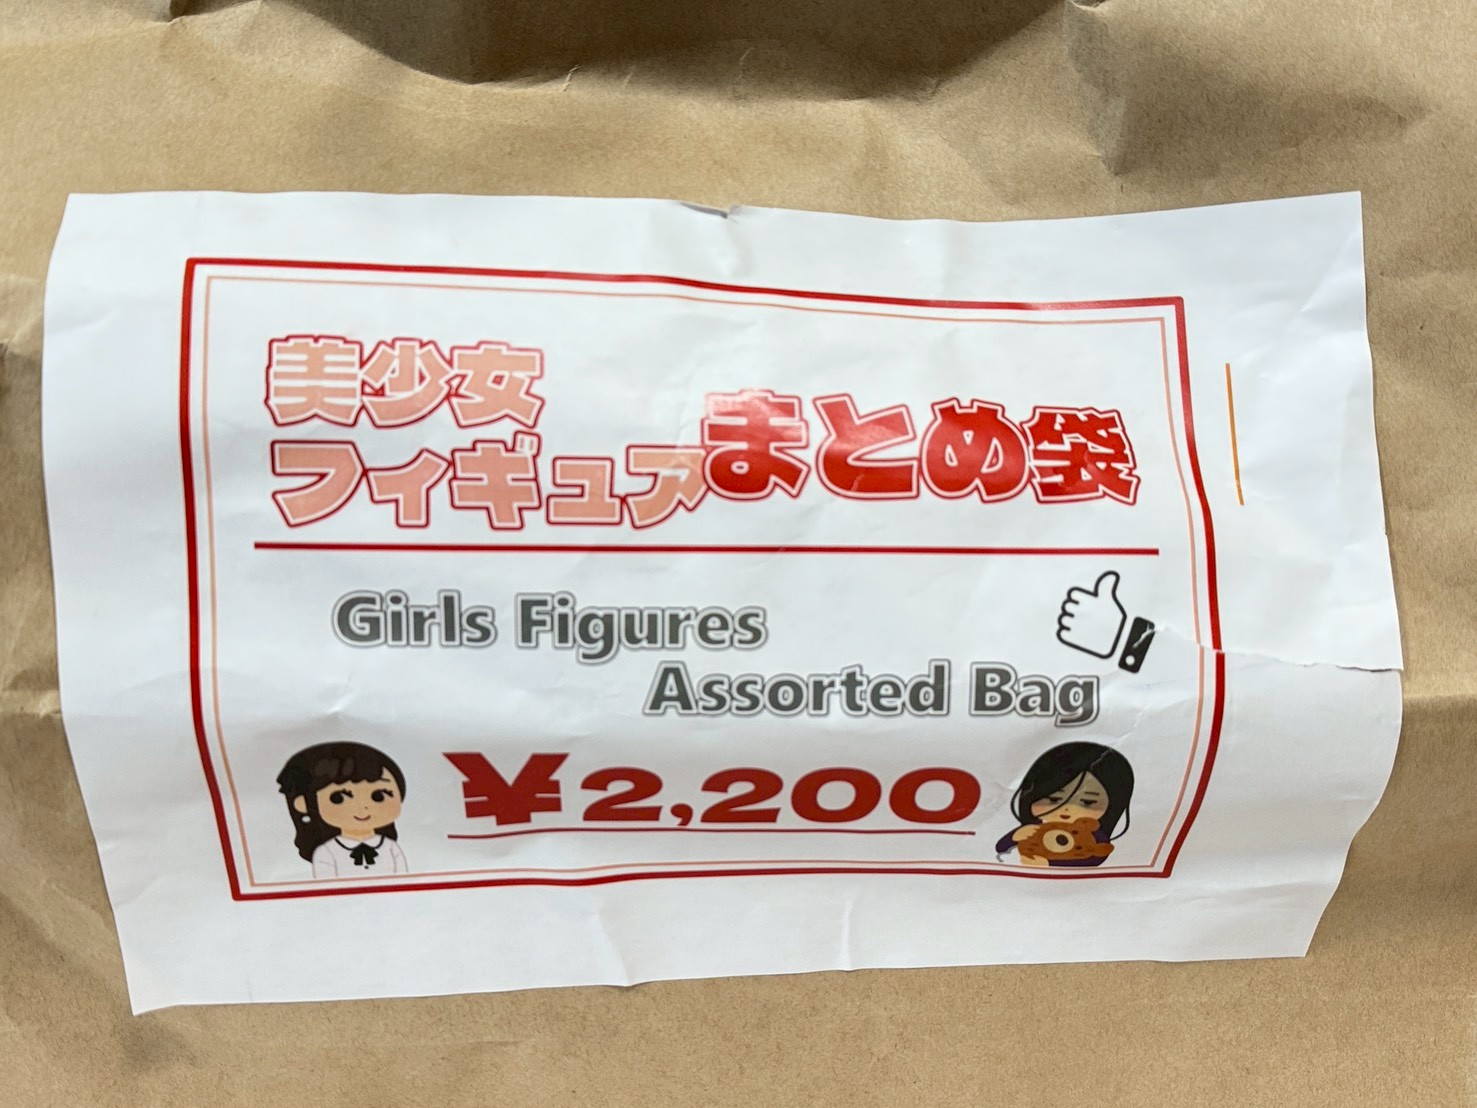 美少女
フィギュア まとめ袋
Girls Figures
Assorted Bag
¥2,200